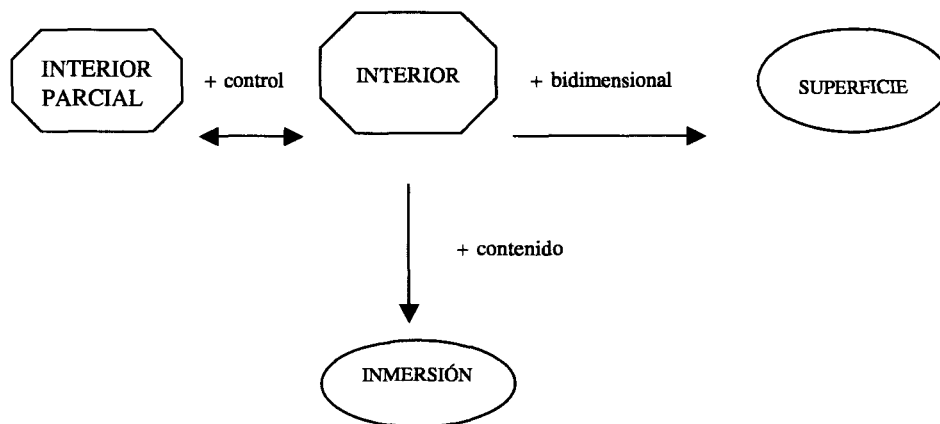 INTERIOR
PARCIAL
+ control
INTERIOR
+ bidimensional
SUPERFICIE
+ contenido
INMERSIÓN